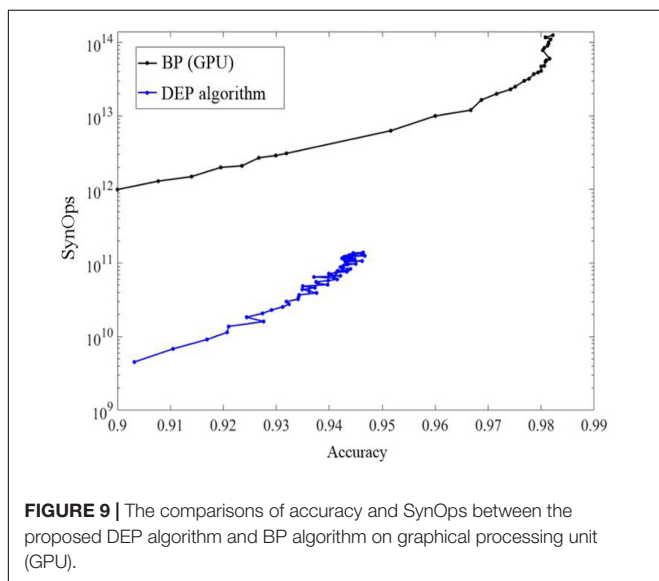 10^14
10^13
10^12
10^11
10^10
10^9
SynOps
BP (GPU)
DEP algorithm
0.9 0.91 0.92 0.93 0.94 0.95 0.96 0.97 0.98 0.99
Accuracy
FIGURE 9 | The comparisons of accuracy and SynOps between the
proposed DEP algorithm and BP algorithm on graphical processing unit
(GPU).